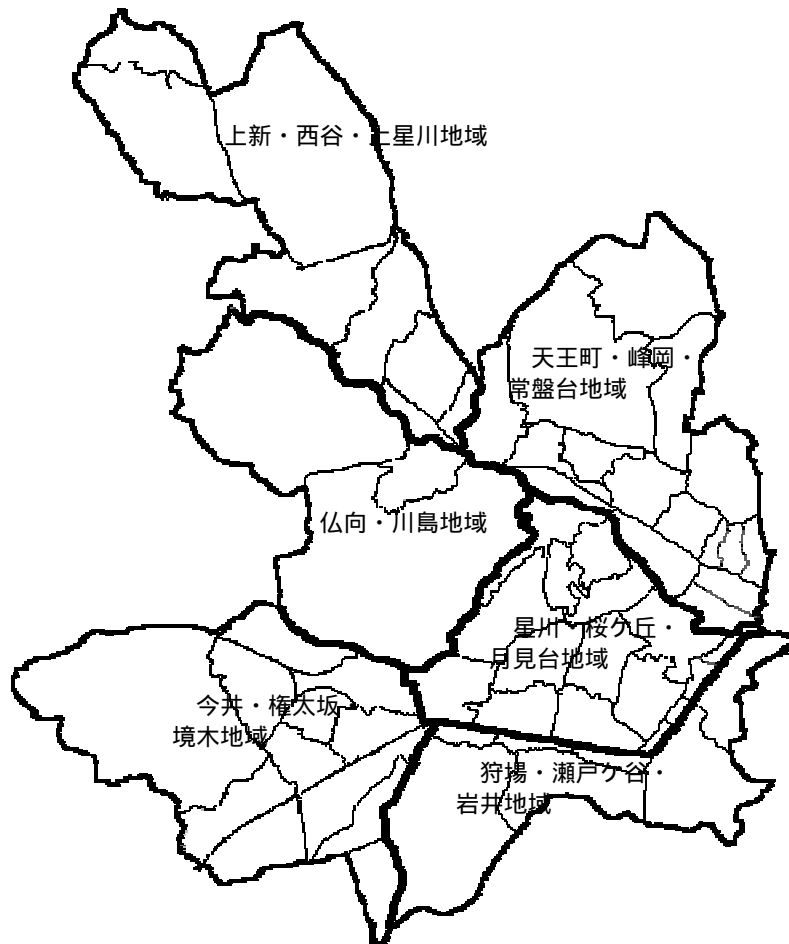 上新・西谷・上星川地域
天王町・峰岡・
常盤台地域
仏向・川島地域
星川・桜ケ丘・
月見台地域
今井・権太坂・
境木地域
狩揚・瀬戸ケ谷・
岩井地域